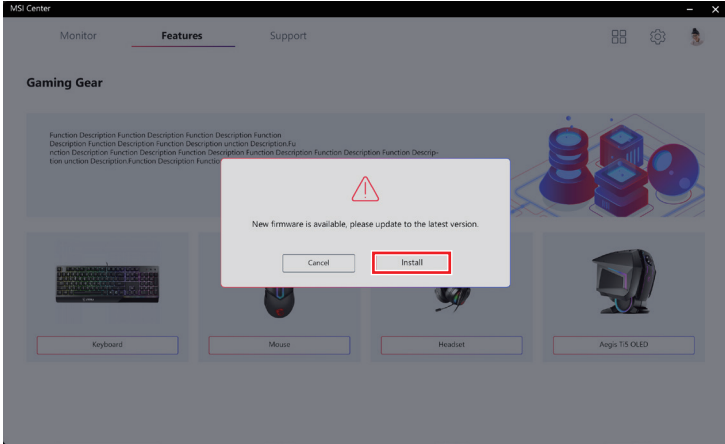 MSI Center
Monitor
Features
Support
Gaming Gear
Function Description Function Description Function Description Function
Description Function Description Function Description unction Description.Fu
nction Description Function Description Function Description Function Description Function Description Function Descrip-
tion unction Description.Function Description Function
New firmware is available, please update to the latest version.
Cancel
Install
Keyboard
Mouse
Headset
Aegis Ti5 OLED